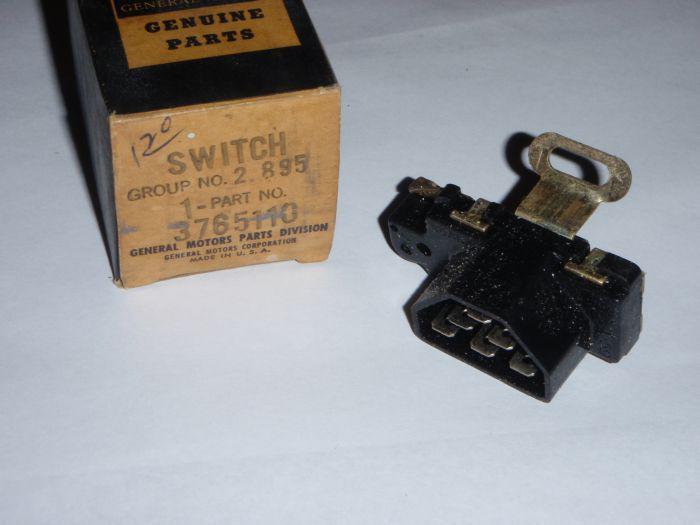 GENERAL
GENUINE
PARTS
120
SWITCH
GROUP NO. 2.895
1-PART NO.
3765110
GENERAL MOTORS PARTS DIVISION
GENERAL MOTORS CORPORATION
MADE IN U.S.A.